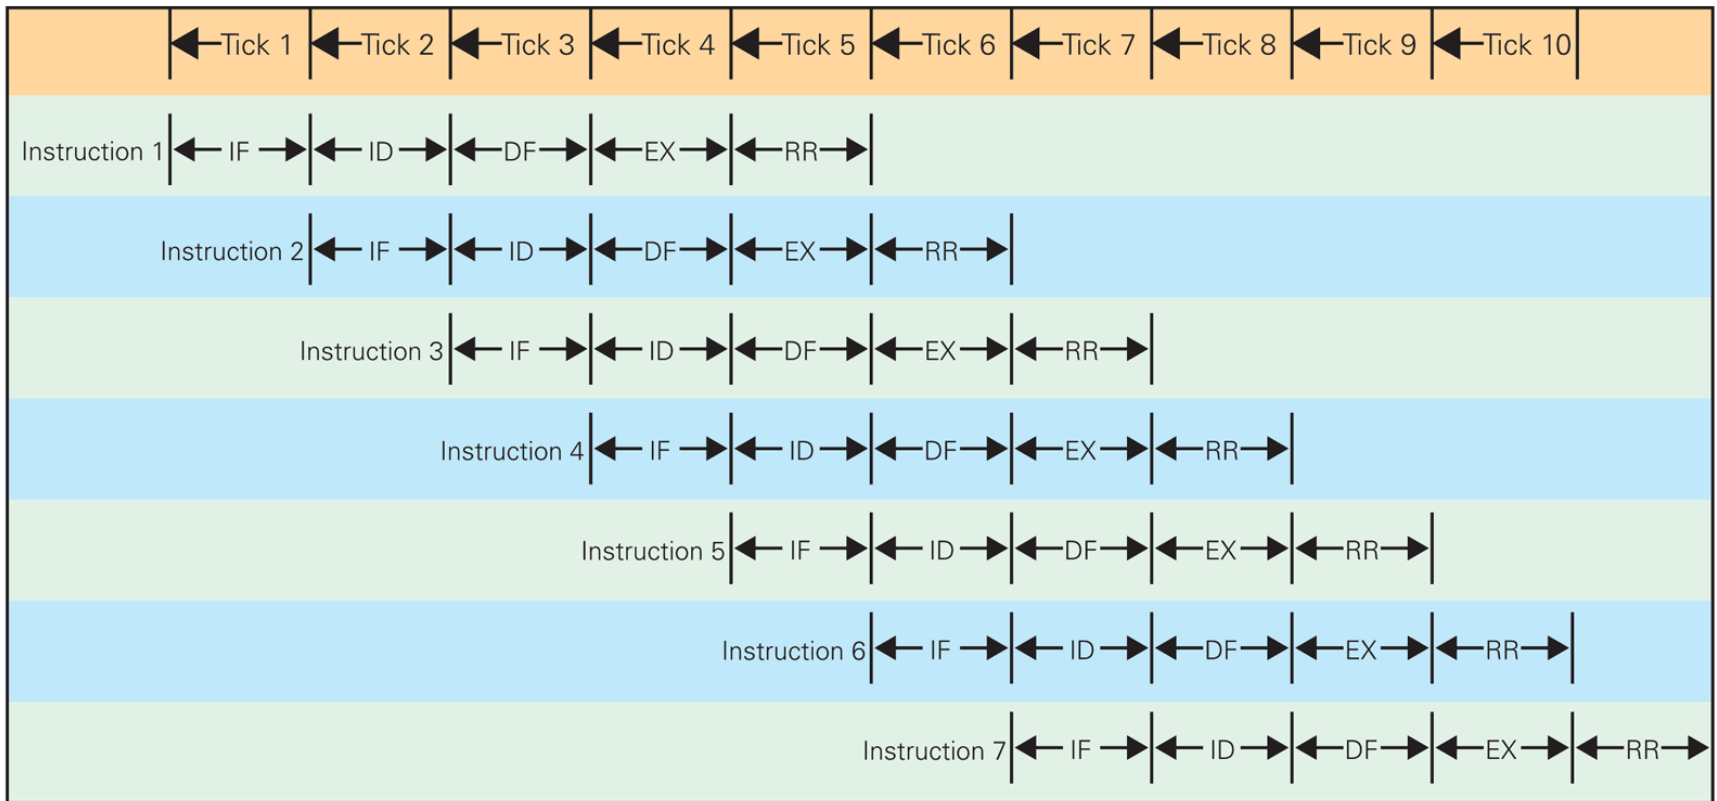 Tick 1 Tick 2 Tick 3 Tick 4 Tick 5 Tick 6 Tick 7 Tick 8 Tick 9 Tick 10
Instruction 1 IF ID DF EX RR
Instruction 2 IF ID DF EX RR
Instruction 3 IF ID DF EX RR
Instruction 4 IF ID DF EX RR
Instruction 5 IF ID DF EX RR
Instruction 6 IF ID DF EX RR
Instruction 7 IF ID DF EX RR